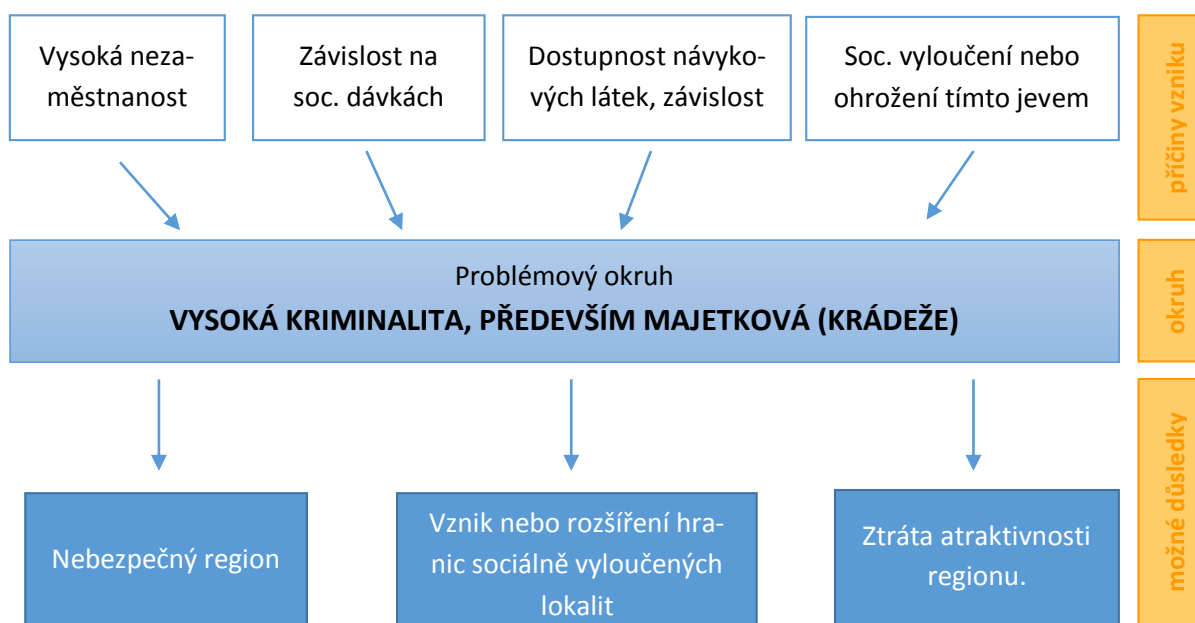 Vysoká neza-
městnanost
Závislost na
soc. dávkách
Dostupnost návyko-
vých látek, závislost
Soc. vyloučení nebo
ohrožení tímto jevem
příčiny vzniku
Problémový okruh
VYSOKÁ KRIMINALITA, PŘEDEVŠÍM MAJETKOVÁ (KRÁDEŽE)
okruh
Nebezpečný region
Vznik nebo rozšíření hra-
nic sociálně vyloučených
lokalit
Ztráta atraktivnosti
regionu.
možné důsledky